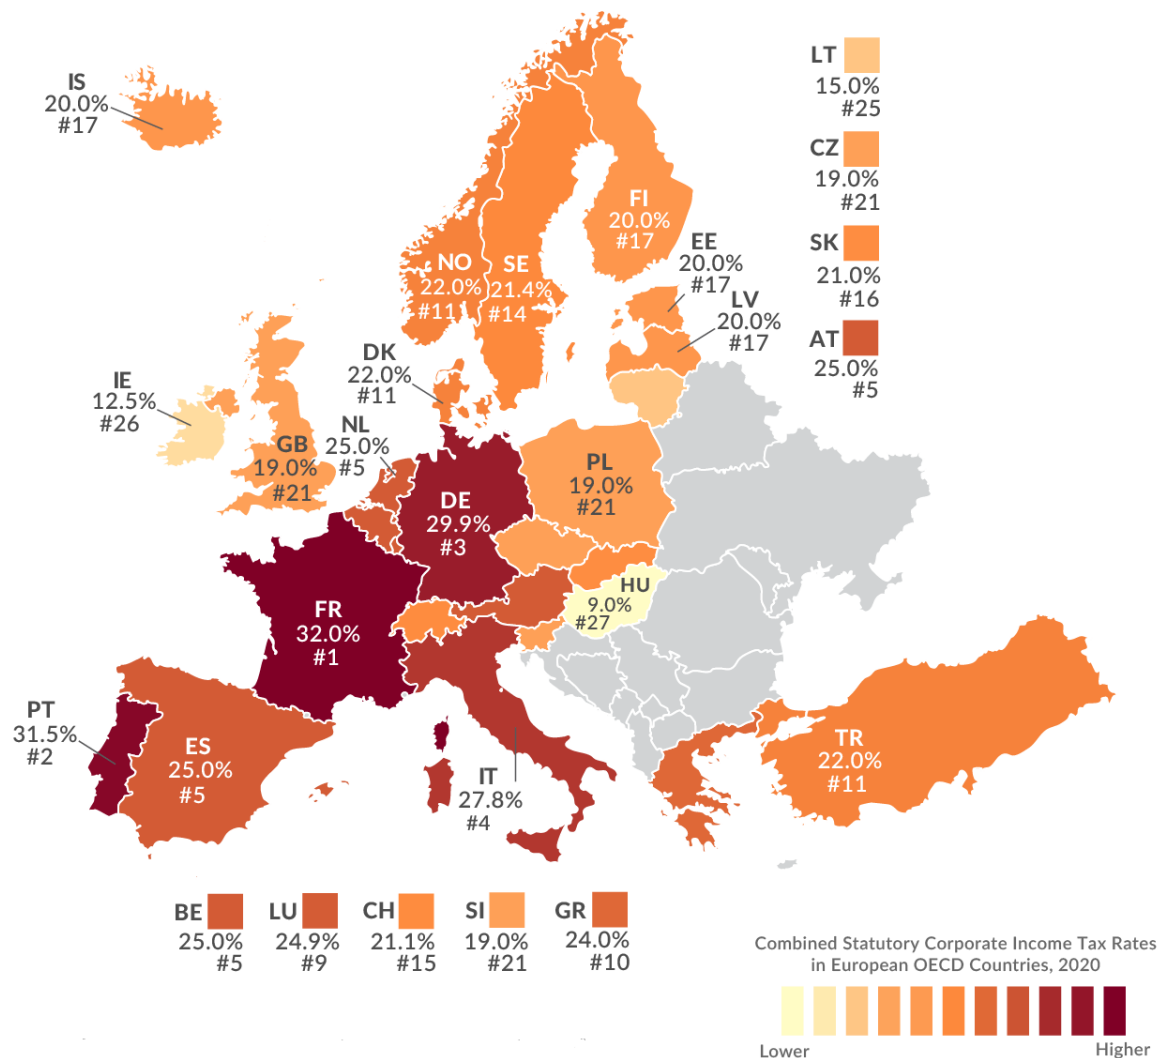 IS
20.0%
#17
LT
15.0%
#25
CZ
19.0%
#21
SK
21.0%
#16
AT
25.0%
#5
FI
20.0%
#17
NO
22.0%
#11
SE
21.4%
#14
EE
20.0%
#17
LV
20.0%
#17
DK
22.0%
#11
IE
12.5%
#26
GB
19.0%
#21
NL
25.0%
#5
DE
29.9%
#3
PL
19.0%
#21
HU
9.0%
#27
FR
32.0%
#1
PT
31.5%
#2
ES
25.0%
#5
IT
27.8%
#4
TR
22.0%
#11
BE
25.0%
#5
LU
24.9%
#9
CH
21.1%
#15
SI
19.0%
#21
GR
24.0%
#10
Combined Statutory Corporate Income Tax Rates
in European OECD Countries, 2020
Lower
Higher